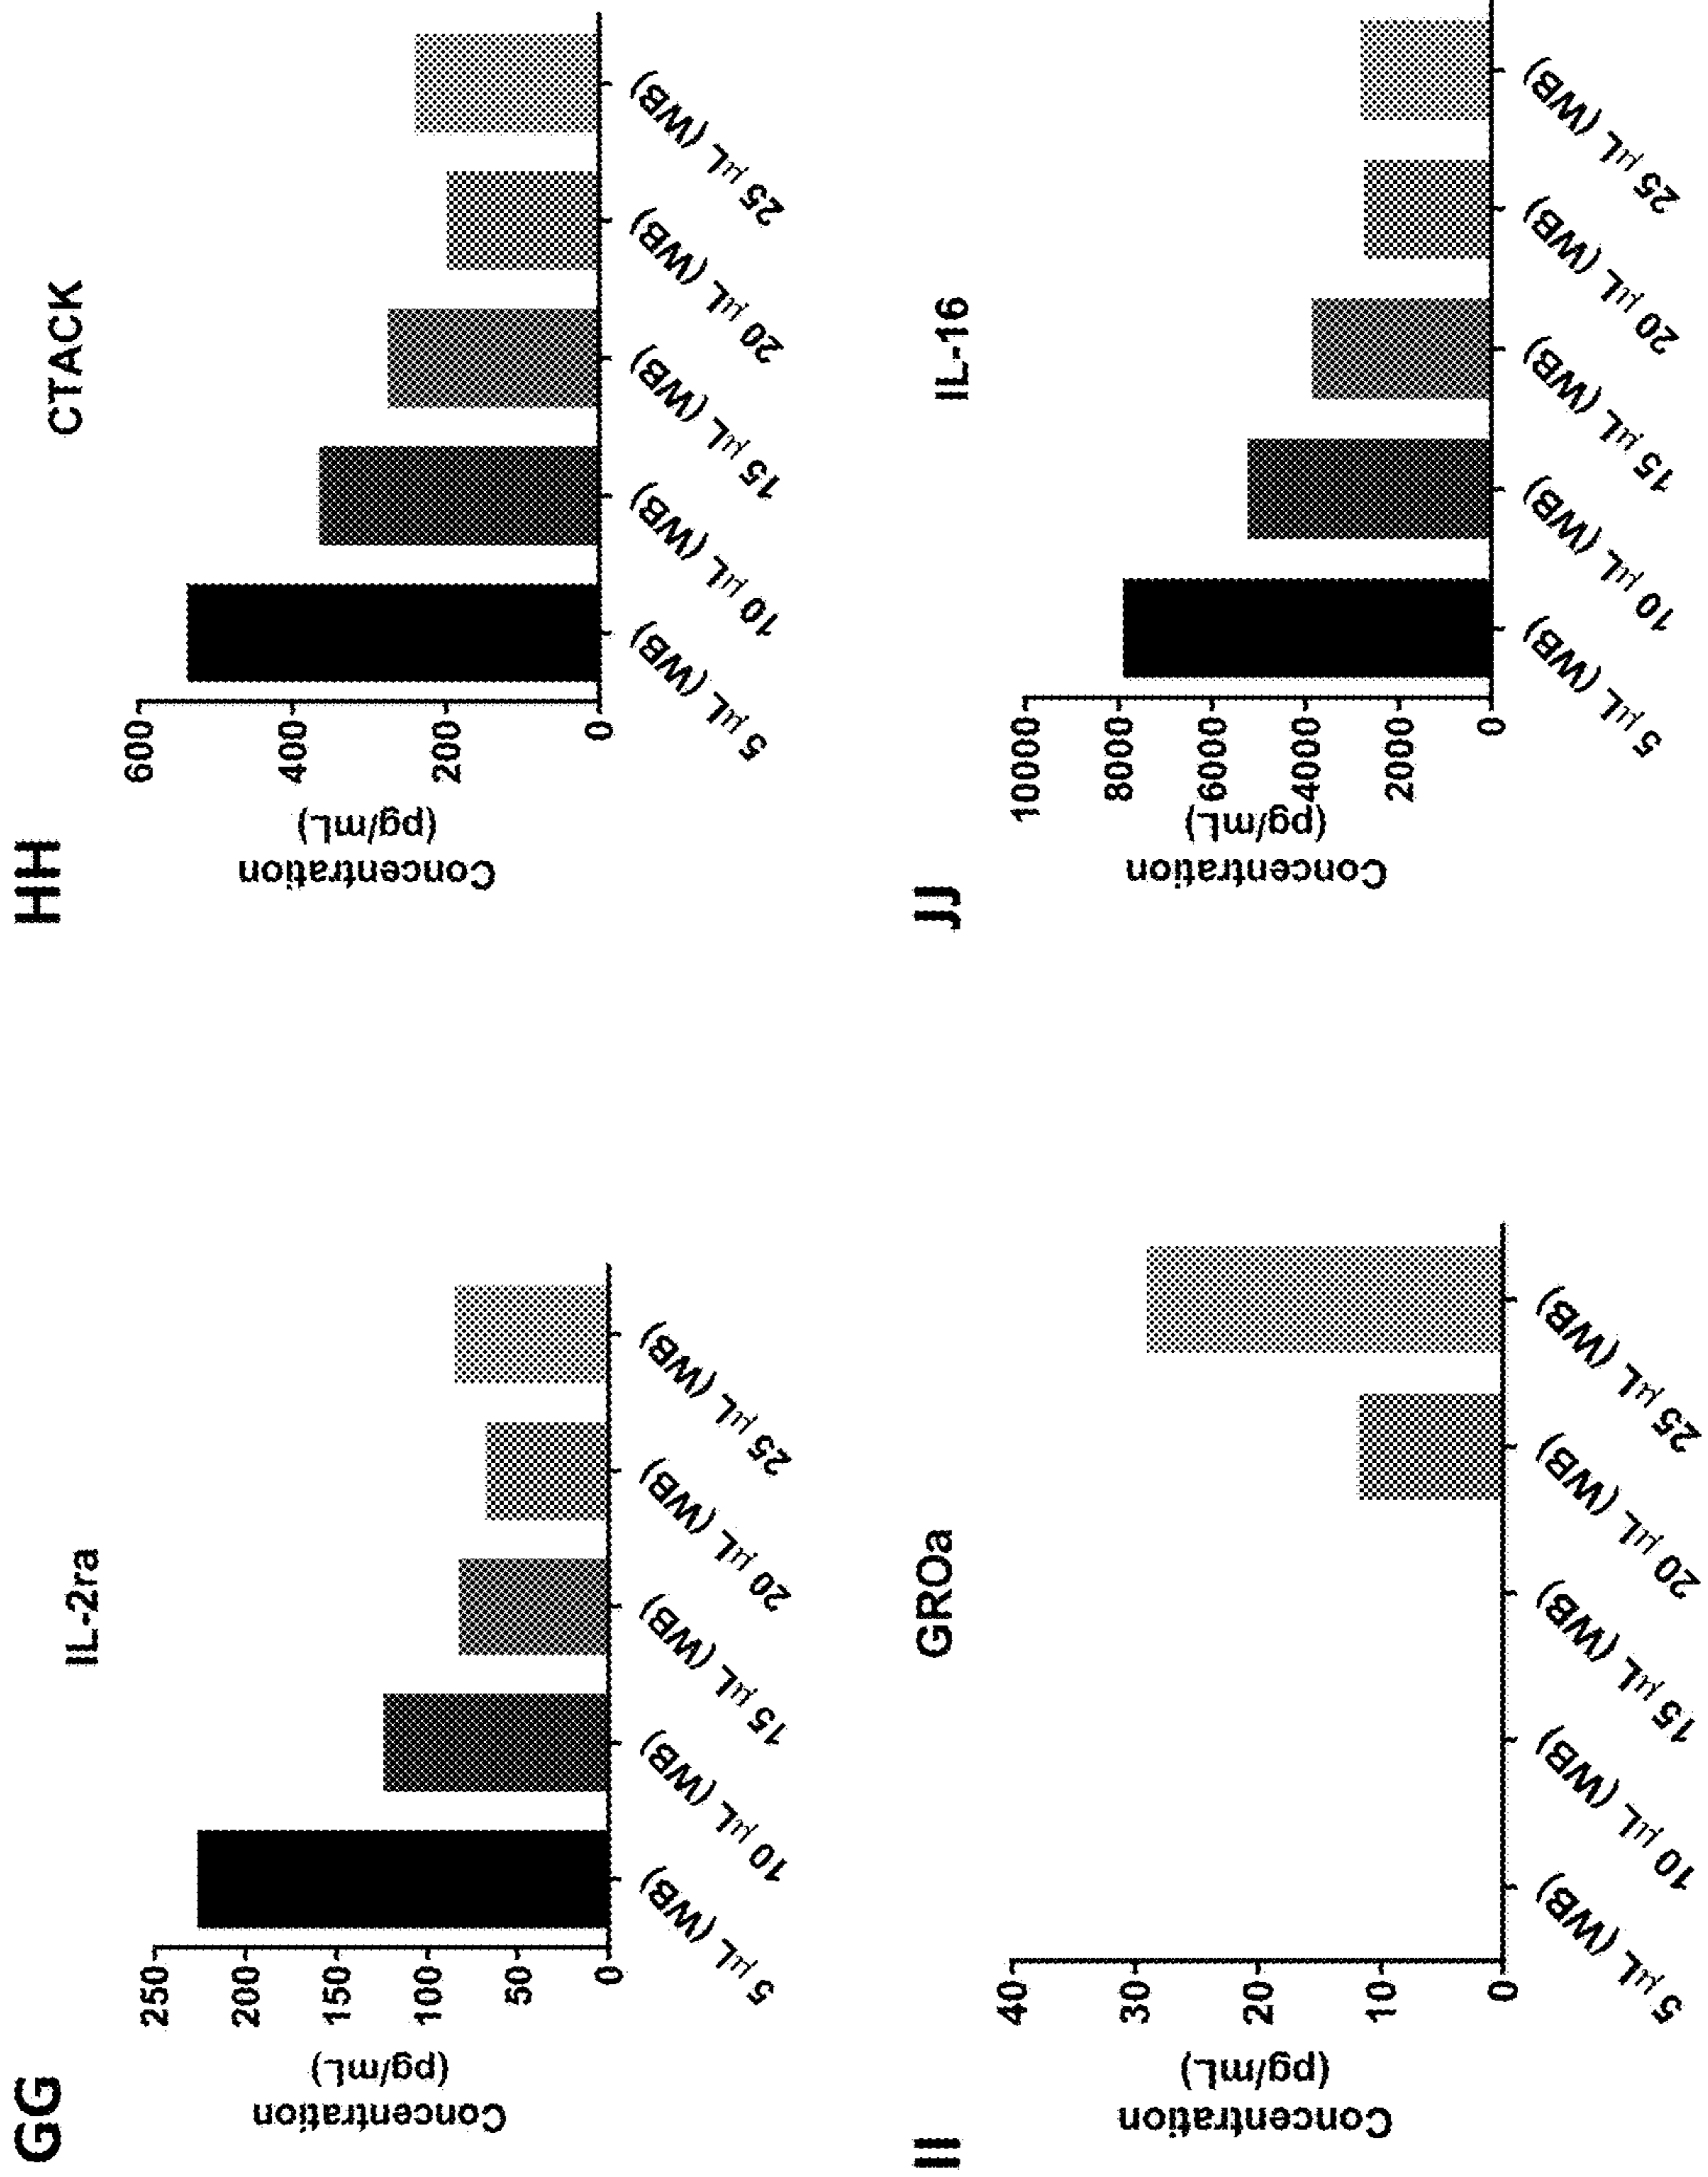 GG
IL-2ra
Concentration
(pg/mL)
250
200
150
100
50
0
5 µL (WB)
10 µL (WB)
15 µL (WB)
20 µL (WB)
25 µL (WB)
HH
CTACK
Concentration
(pg/mL)
600
400
200
0
5 µL (WB)
10 µL (WB)
15 µL (WB)
20 µL (WB)
25 µL (WB)
II
GROa
Concentration
(pg/mL)
40
30
20
10
0
5 µL (WB)
10 µL (WB)
15 µL (WB)
20 µL (WB)
25 µL (WB)
JJ
IL-16
Concentration
(pg/mL)
10000
8000
6000
4000
2000
0
5 µL (WB)
10 µL (WB)
15 µL (WB)
20 µL (WB)
25 µL (WB)